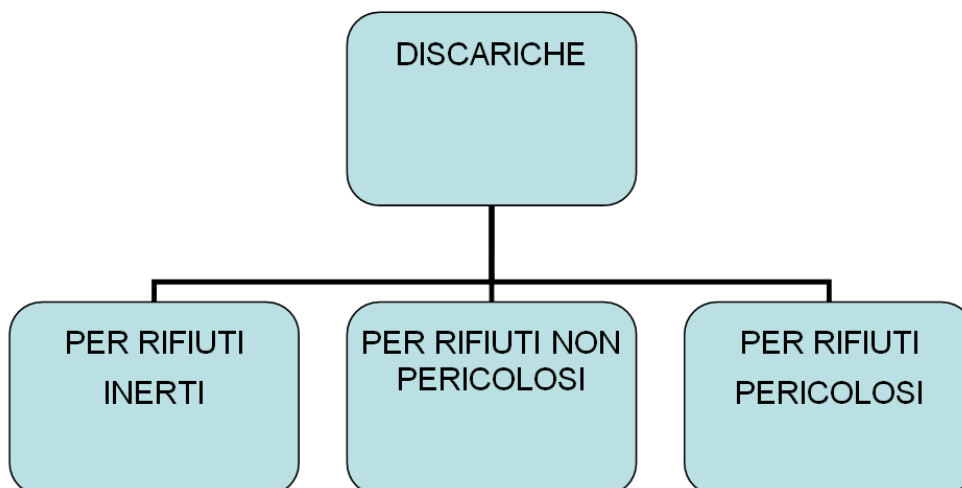 DISCARICHE
PER RIFIUTI
INERTI
PER RIFIUTI NON
PERICOLOSI
PER RIFIUTI
PERICOLOSI